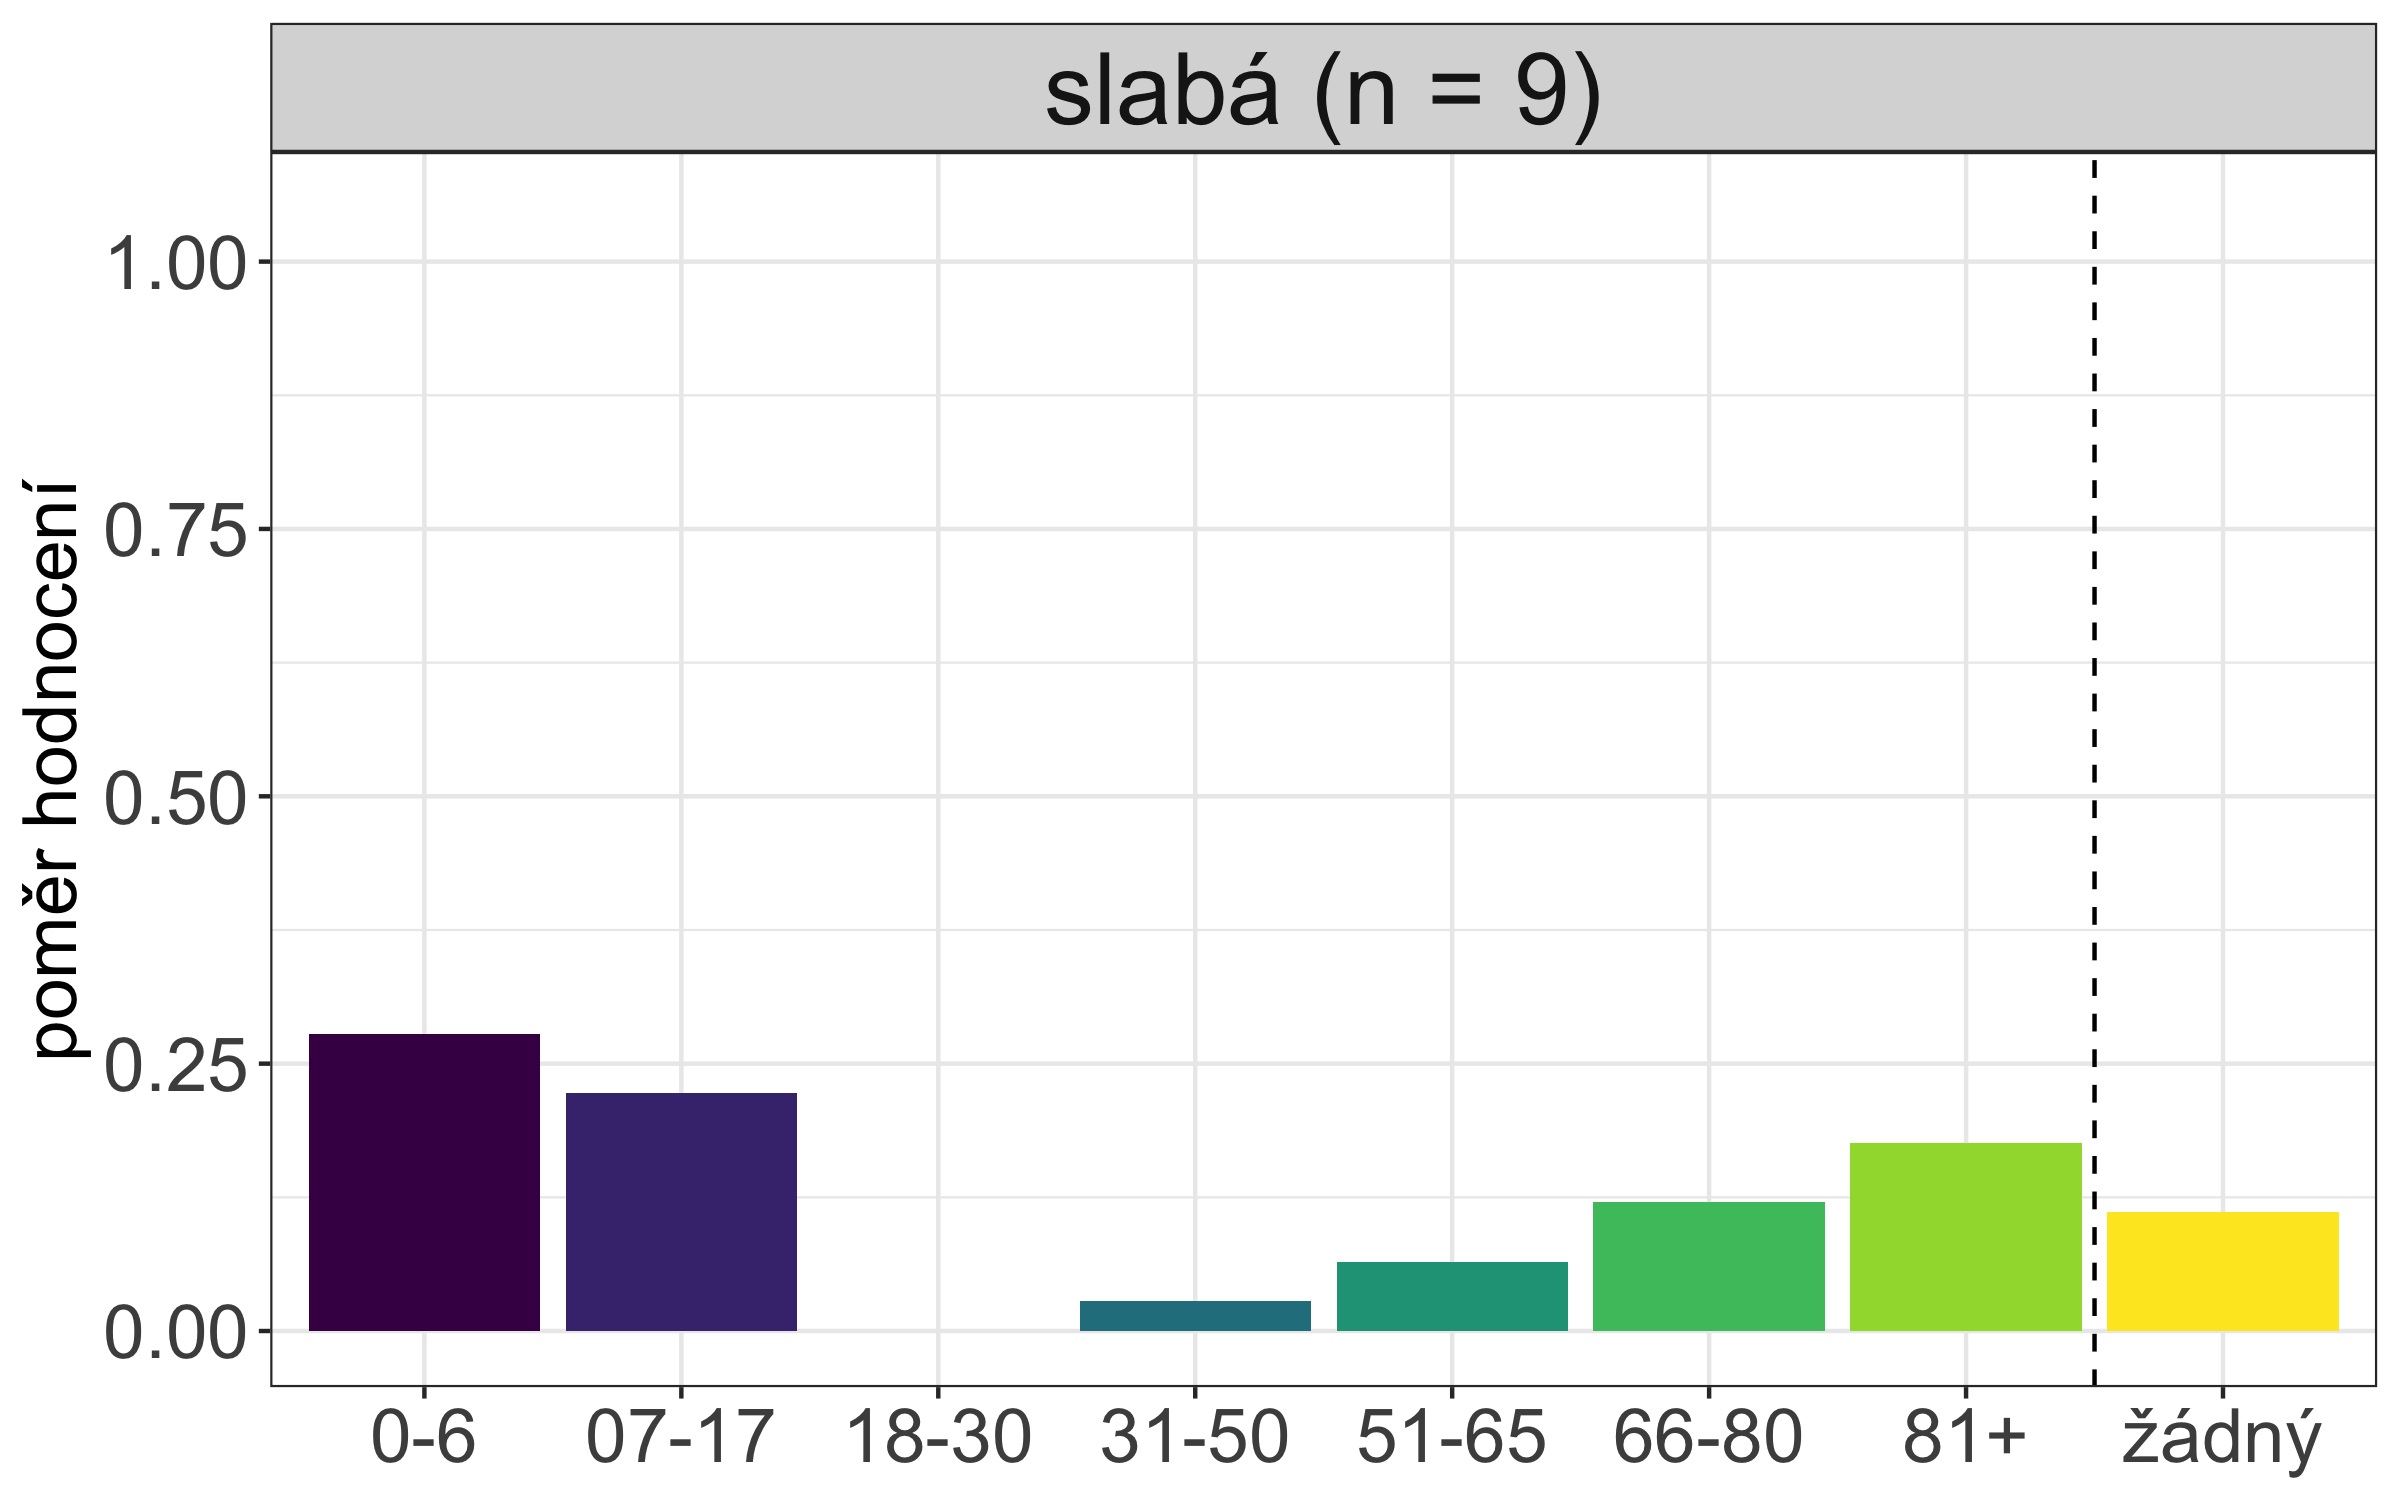 slabá (n = 9)
poměr hodnocení
1.00
0.75
0.50
0.25
0.00
0-6 07-17 18-30 31-50 51-65 66-80 81+ žádný